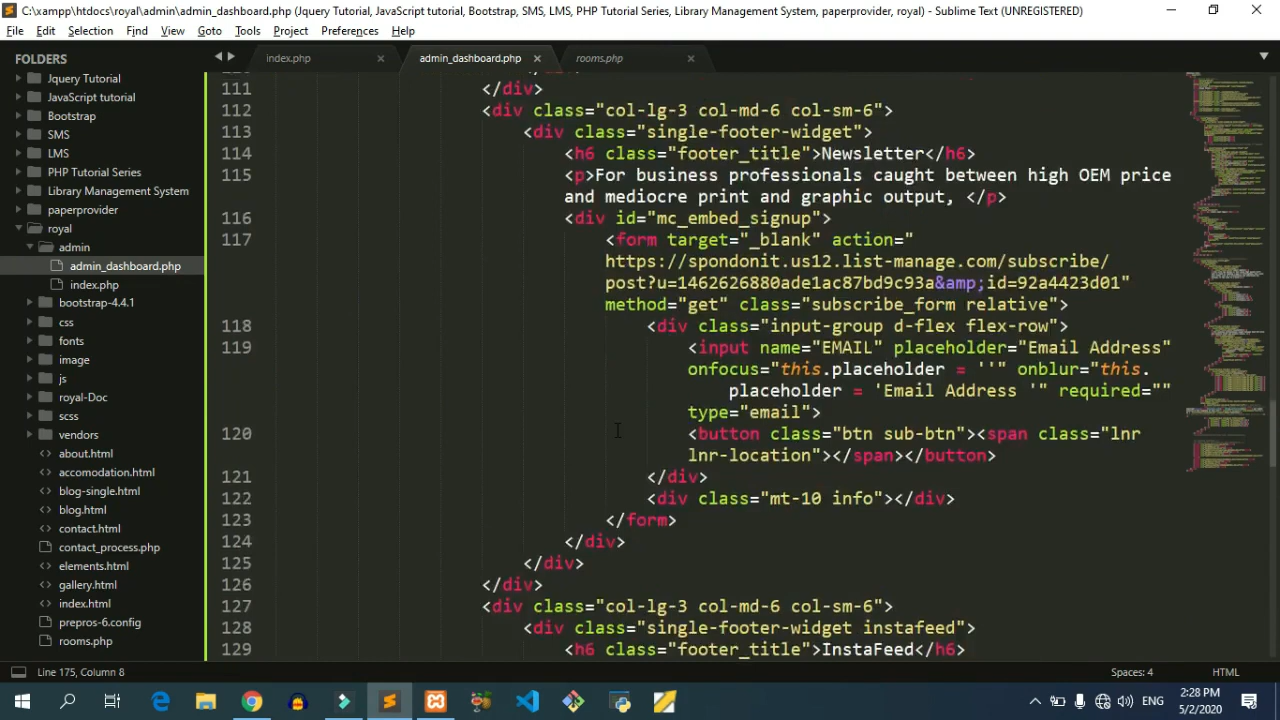 C:\xampp\htdocs\royal\admin\admin_dashboard.php (Jquery Tutorial, JavaScript tutorial, Bootstrap, SMS, LMS, PHP Tutorial Series, Library Management System, paperprovider, royal) - Sublime Text (UNREGISTERED)
File Edit Selection Find View Goto Tools Project Preferences Help
FOLDERS
Jquery Tutorial
JavaScript tutorial
Bootstrap
SMS
LMS
PHP Tutorial Series
Library Management System
paperprovider
royal
admin
admin_dashboard.php
index.php
bootstrap-4.4.1
css
fonts
image
js
royal-Doc
scss
vendors
about.html
accomodation.html
blog-single.html
blog.html
contact.html
contact_process.php
elements.html
gallery.html
index.html
prepros-6.config
rooms.php
index.php admin_dashboard.php rooms.php
111 </div>
112 <div class="col-lg-3 col-md-6 col-sm-6">
113 <div class="single-footer-widget">
114 <h6 class="footer_title">Newsletter</h6>
115 <p>For business professionals caught between high OEM price
and mediocre print and graphic output, </p>
116 <div id="mc_embed_signup">
117 <form target="_blank" action="
https://spondonit.us12.list-manage.com/subscribe/
post?u=1462626880ade1ac87bd9c93a&amp;id=92a4423d01"
method="get" class="subscribe_form relative">
118 <div class="input-group d-flex flex-row">
119 <input name="EMAIL" placeholder="Email Address"
onfocus="this.placeholder = ''" onblur="this.
placeholder = 'Email Address '" required=""
type="email">
120 <button class="btn sub-btn"><span class="lnr
lnr-location"></span></button>
121 </div>
122 <div class="mt-10 info"></div>
123 </form>
124 </div>
125 </div>
126 </div>
127 <div class="col-lg-3 col-md-6 col-sm-6">
128 <div class="single-footer-widget instafeed">
129 <h6 class="footer_title">InstaFeed</h6>
Line 175, Column 8
Spaces: 4
HTML
ENG
2:28 PM
5/2/2020